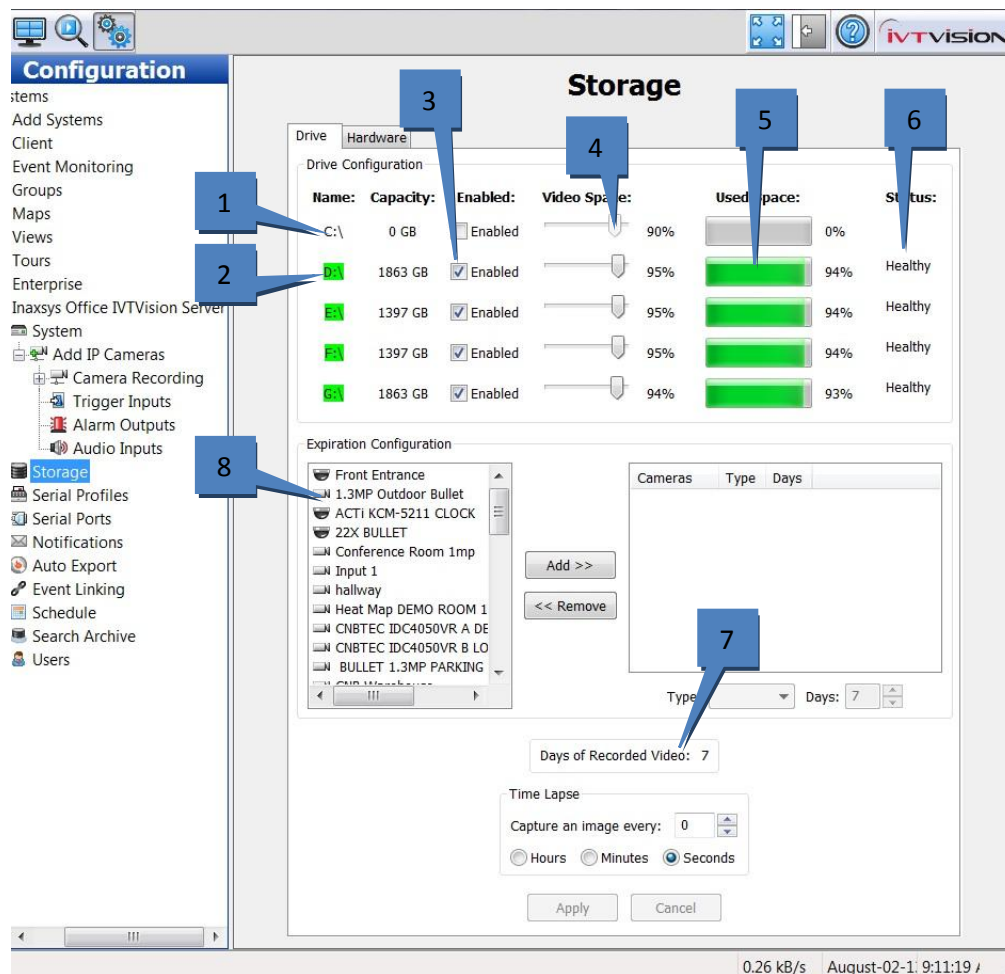 iVTVISION
Configuration
stems
Add Systems
Client
Event Monitoring
Groups
Maps
Views
Tours
Enterprise
Inaxsys Office IVTVision Server
System
Add IP Cameras
Camera Recording
Trigger Inputs
Alarm Outputs
Audio Inputs
Storage
Serial Profiles
Serial Ports
Notifications
Auto Export
Event Linking
Schedule
Search Archive
Users
Storage
1
2
3
4
5
6
7
8
Drive Hardware
Drive Configuration
Name: Capacity: Enabled: Video Space: Used Space: Status:
C:\ 0 GB Enabled 90% 0%
D:\ 1863 GB Enabled 95% 94% Healthy
E:\ 1397 GB Enabled 95% 94% Healthy
F:\ 1397 GB Enabled 95% 94% Healthy
G:\ 1863 GB Enabled 94% 93% Healthy
Expiration Configuration
Front Entrance
1.3MP Outdoor Bullet
ACTi KCM-5211 CLOCK
22X BULLET
Conference Room 1mp
Input 1
hallway
Heat Map DEMO ROOM 1
CNBTEC IDC4050VR A DE
CNBTEC IDC4050VR B LO
BULLET 1.3MP PARKING
CNB Warehouse
Add >>
<< Remove
Cameras Type Days
Type Days: 7
Days of Recorded Video: 7
Time Lapse
Capture an image every: 0
Hours Minutes Seconds
Apply Cancel
0.26 kB/s August-02-1 9:11:19